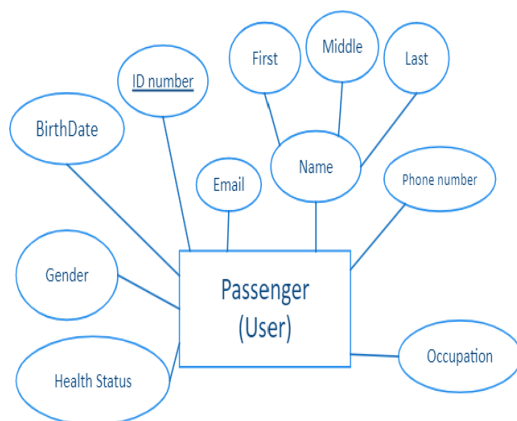 First
Middle
Last
ID number
BirthDate
Email
Name
Phone number
Gender
Passenger
(User)
Health Status
Occupation